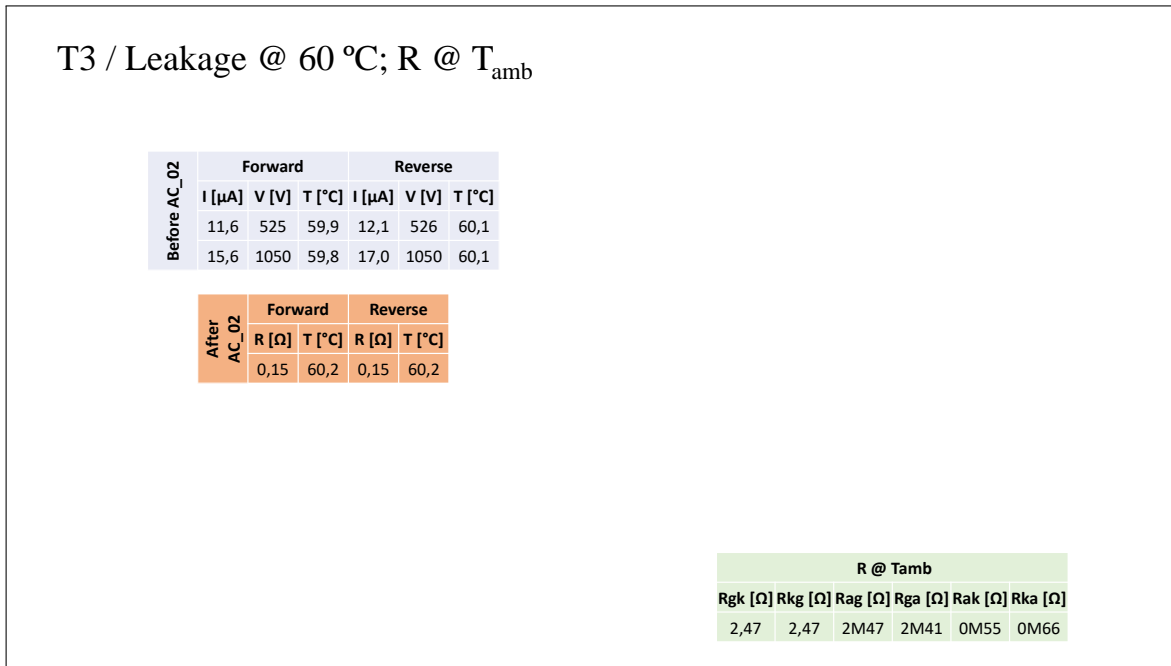 T3 / Leakage @ 60 ºC; R @ Tamb
Before AC_02
Forward Reverse
I [µA] V [V] T [°C] I [µA] V [V] T [°C]
11,6 525 59,9 12,1 526 60,1
15,6 1050 59,8 17,0 1050 60,1
After
AC_02
Forward Reverse
R [Ω] T [°C] R [Ω] T [°C]
0,15 60,2 0,15 60,2
R @ Tamb
Rgk [Ω] Rkg [Ω] Rag [Ω] Rga [Ω] Rak [Ω] Rka [Ω]
2,47 2,47 2M47 2M41 0M55 0M66